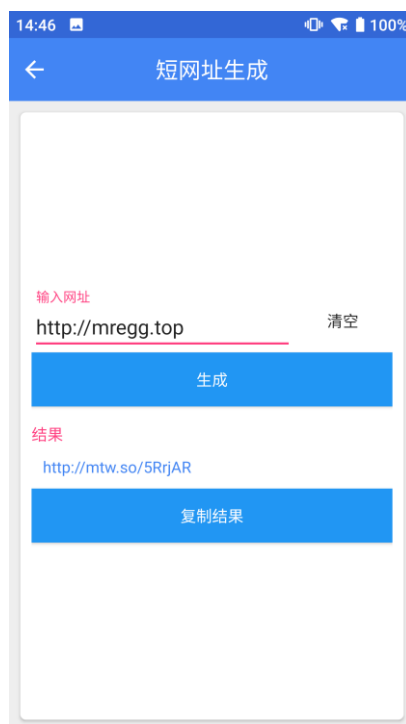 14:46 100%
短网址生成
输入网址
http://mregg.top 清空
生成
结果
http://mtw.so/5RrjAR
复制结果